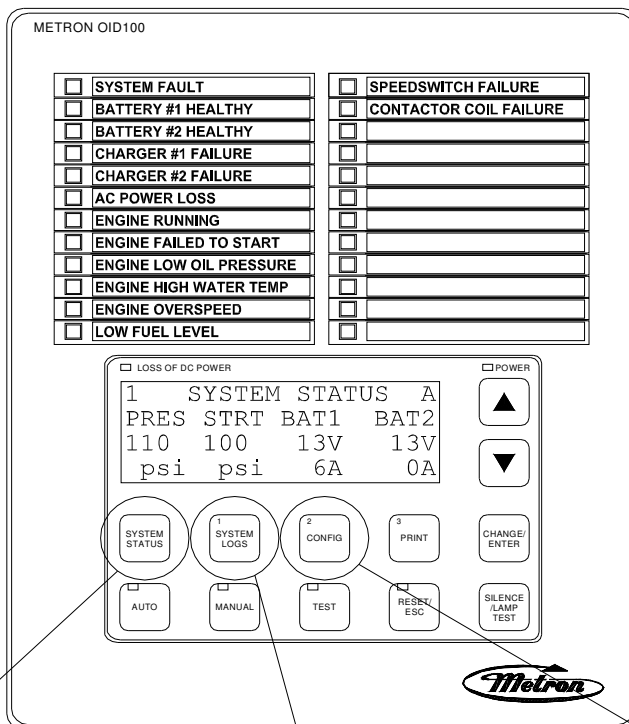 METRON OID100
SYSTEM FAULT
BATTERY #1 HEALTHY
BATTERY #2 HEALTHY
CHARGER #1 FAILURE
CHARGER #2 FAILURE
AC POWER LOSS
ENGINE RUNNING
ENGINE FAILED TO START
ENGINE LOW OIL PRESSURE
ENGINE HIGH WATER TEMP
ENGINE OVERSPEED
LOW FUEL LEVEL
SPEEDSWITCH FAILURE
CONTACTOR COIL FAILURE
LOSS OF DC POWER
POWER
1 SYSTEM STATUS A
PRES STRT BAT1 BAT2
110 100 13V 13V
psi psi 6A 0A
SYSTEM
STATUS
1
SYSTEM
LOGS
2
CONFIG
3
PRINT
CHANGE/
ENTER
AUTO
MANUAL
TEST
RESET/
ESC
SILENCE
/LAMP
TEST
Metron